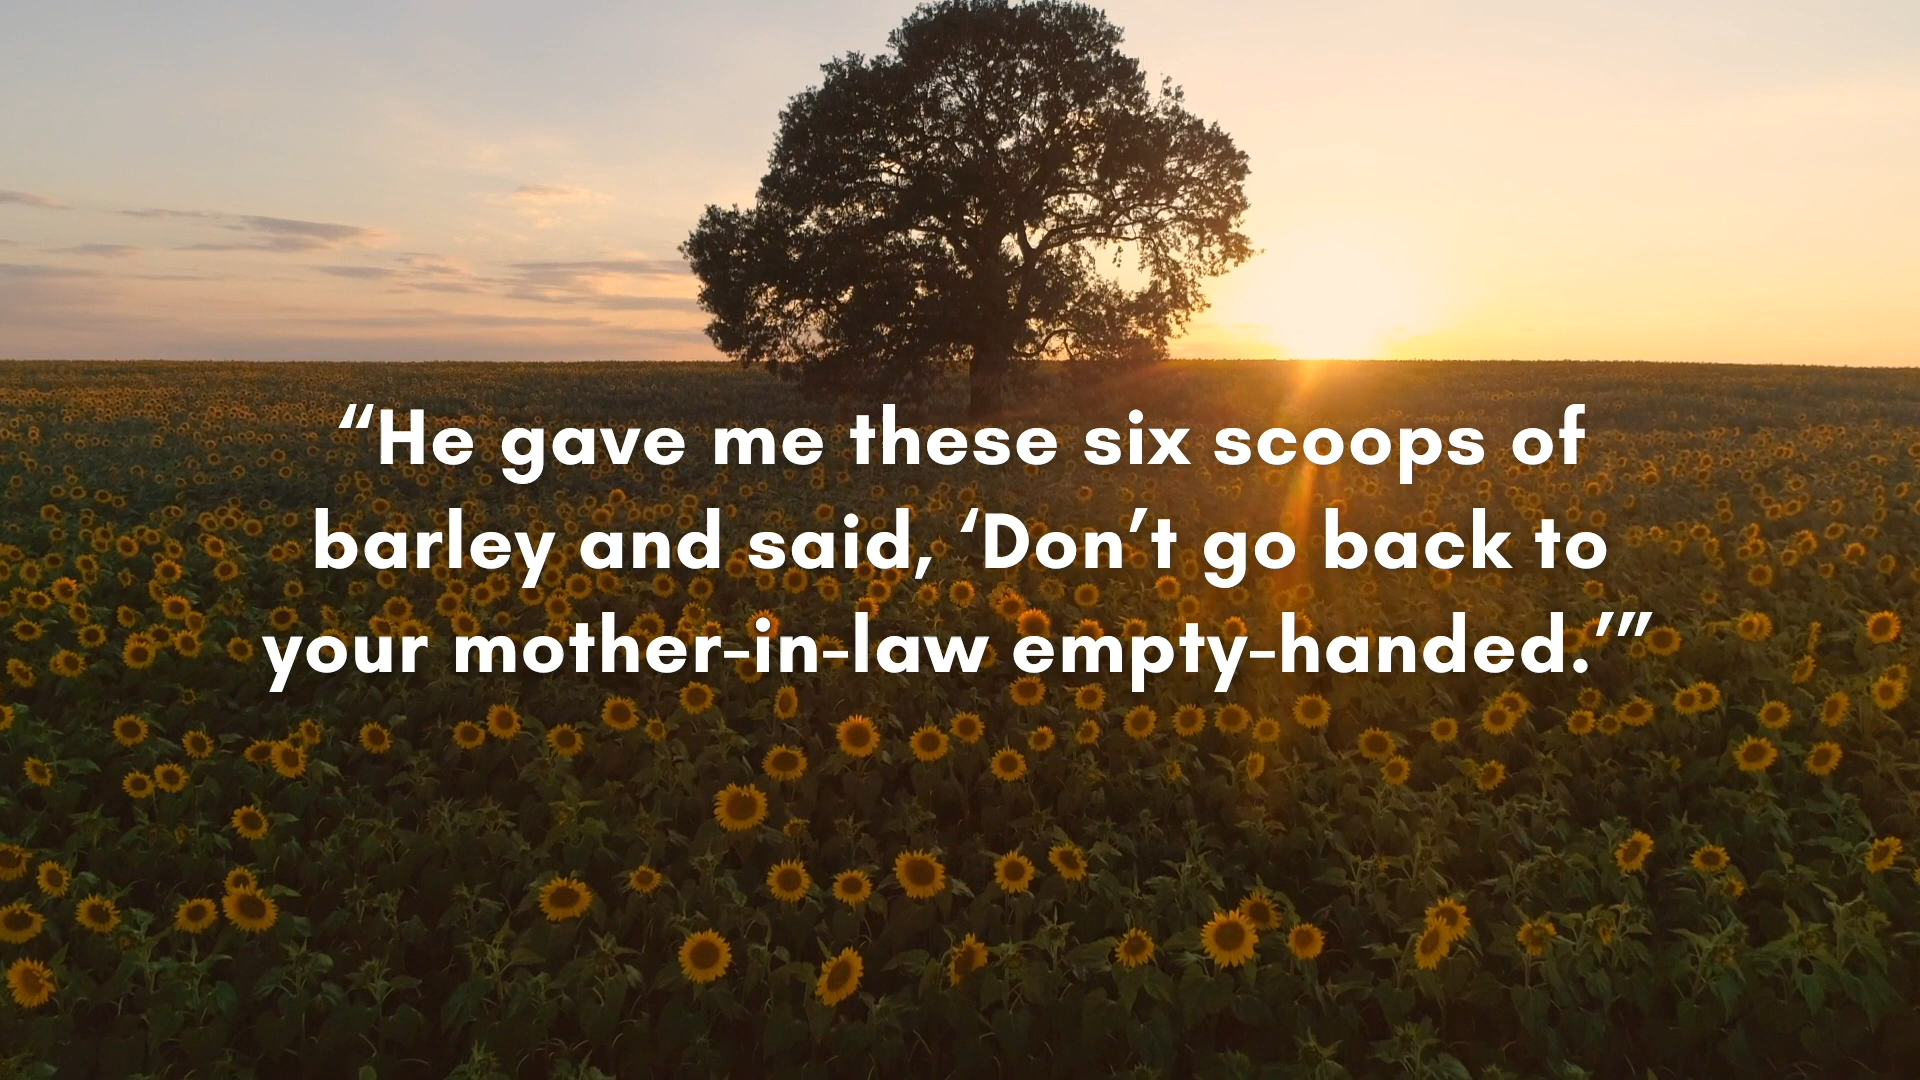 “He gave me these six scoops of
barley and said, ‘Don’t go back to
your mother-in-law empty-handed.’”